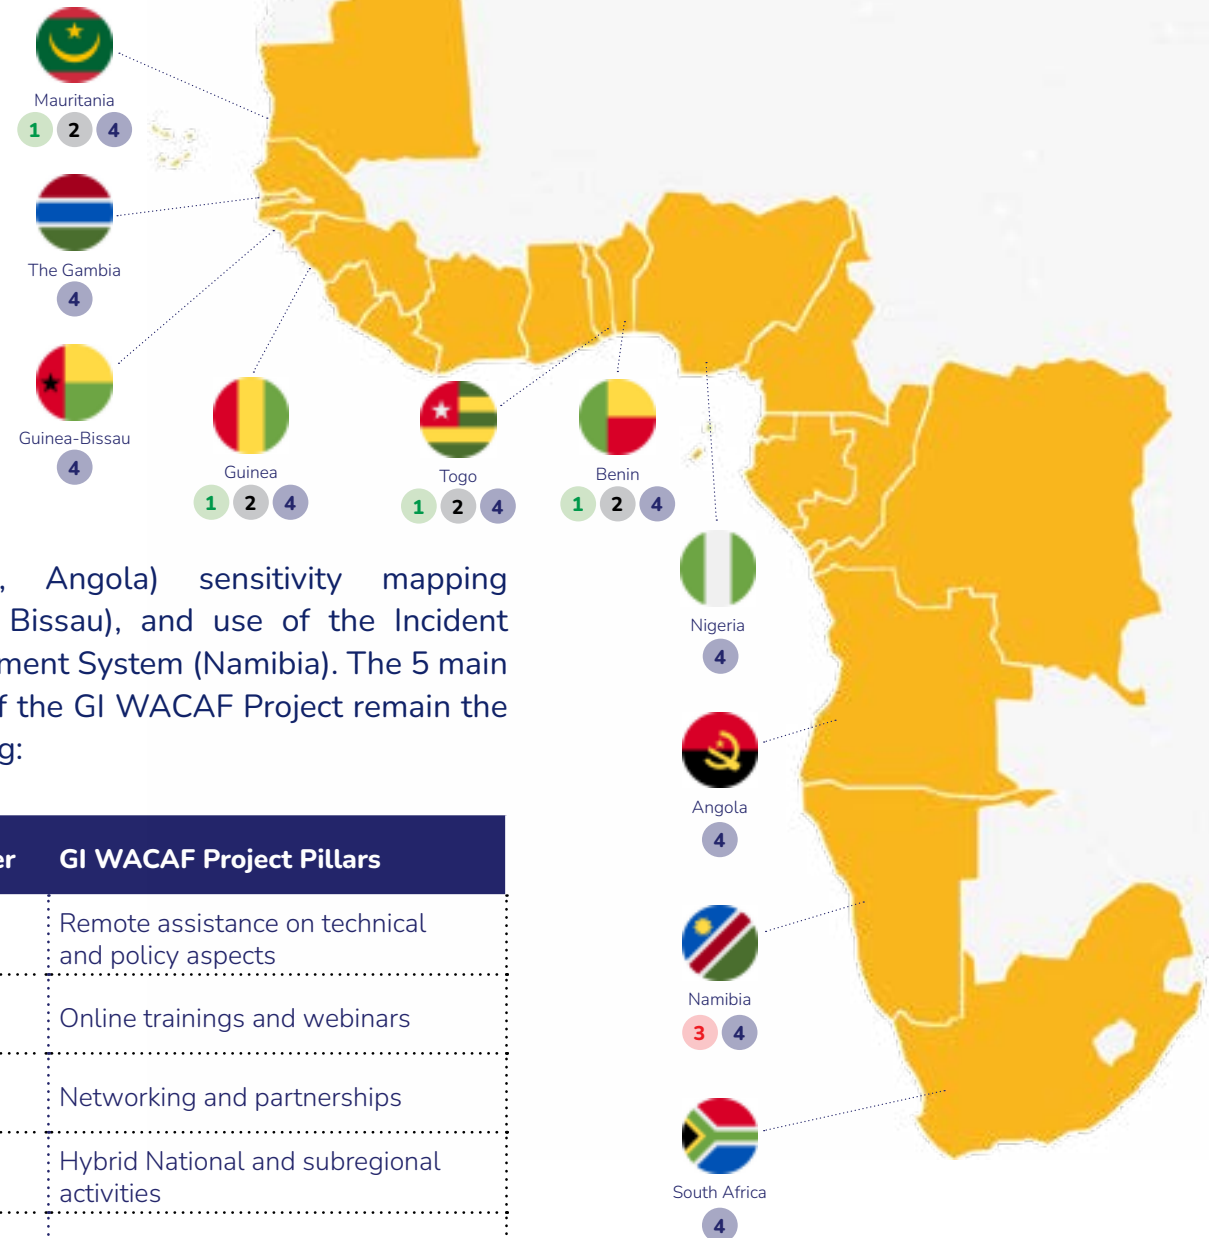 Mauritania
1 2 4
The Gambia
4
Guinea-Bissau
4
Guinea
1 2 4
Togo
1 2 4
Benin
1 2 4
Nigeria
4
Angola
4
Namibia
3 4
South Africa
4
, Angola) sensitivity mapping
Bissau), and use of the Incident
ment System (Namibia). The 5 main
f the GI WACAF Project remain the
g:
er GI WACAF Project Pillars
Remote assistance on technical
and policy aspects
Online trainings and webinars
Networking and partnerships
Hybrid National and subregional
activities